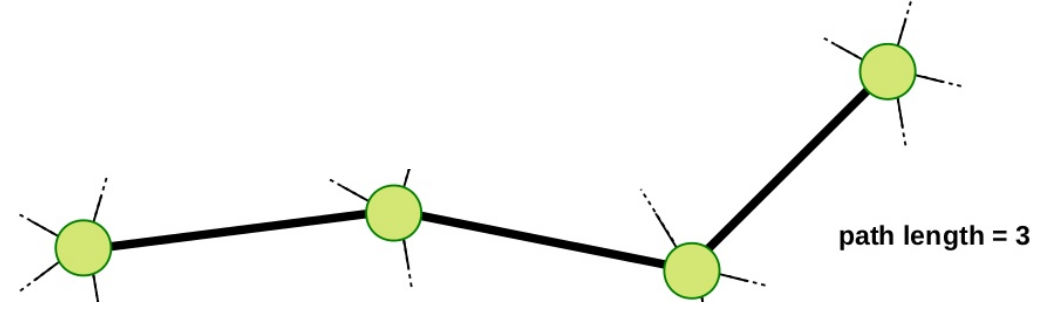 path length = 3